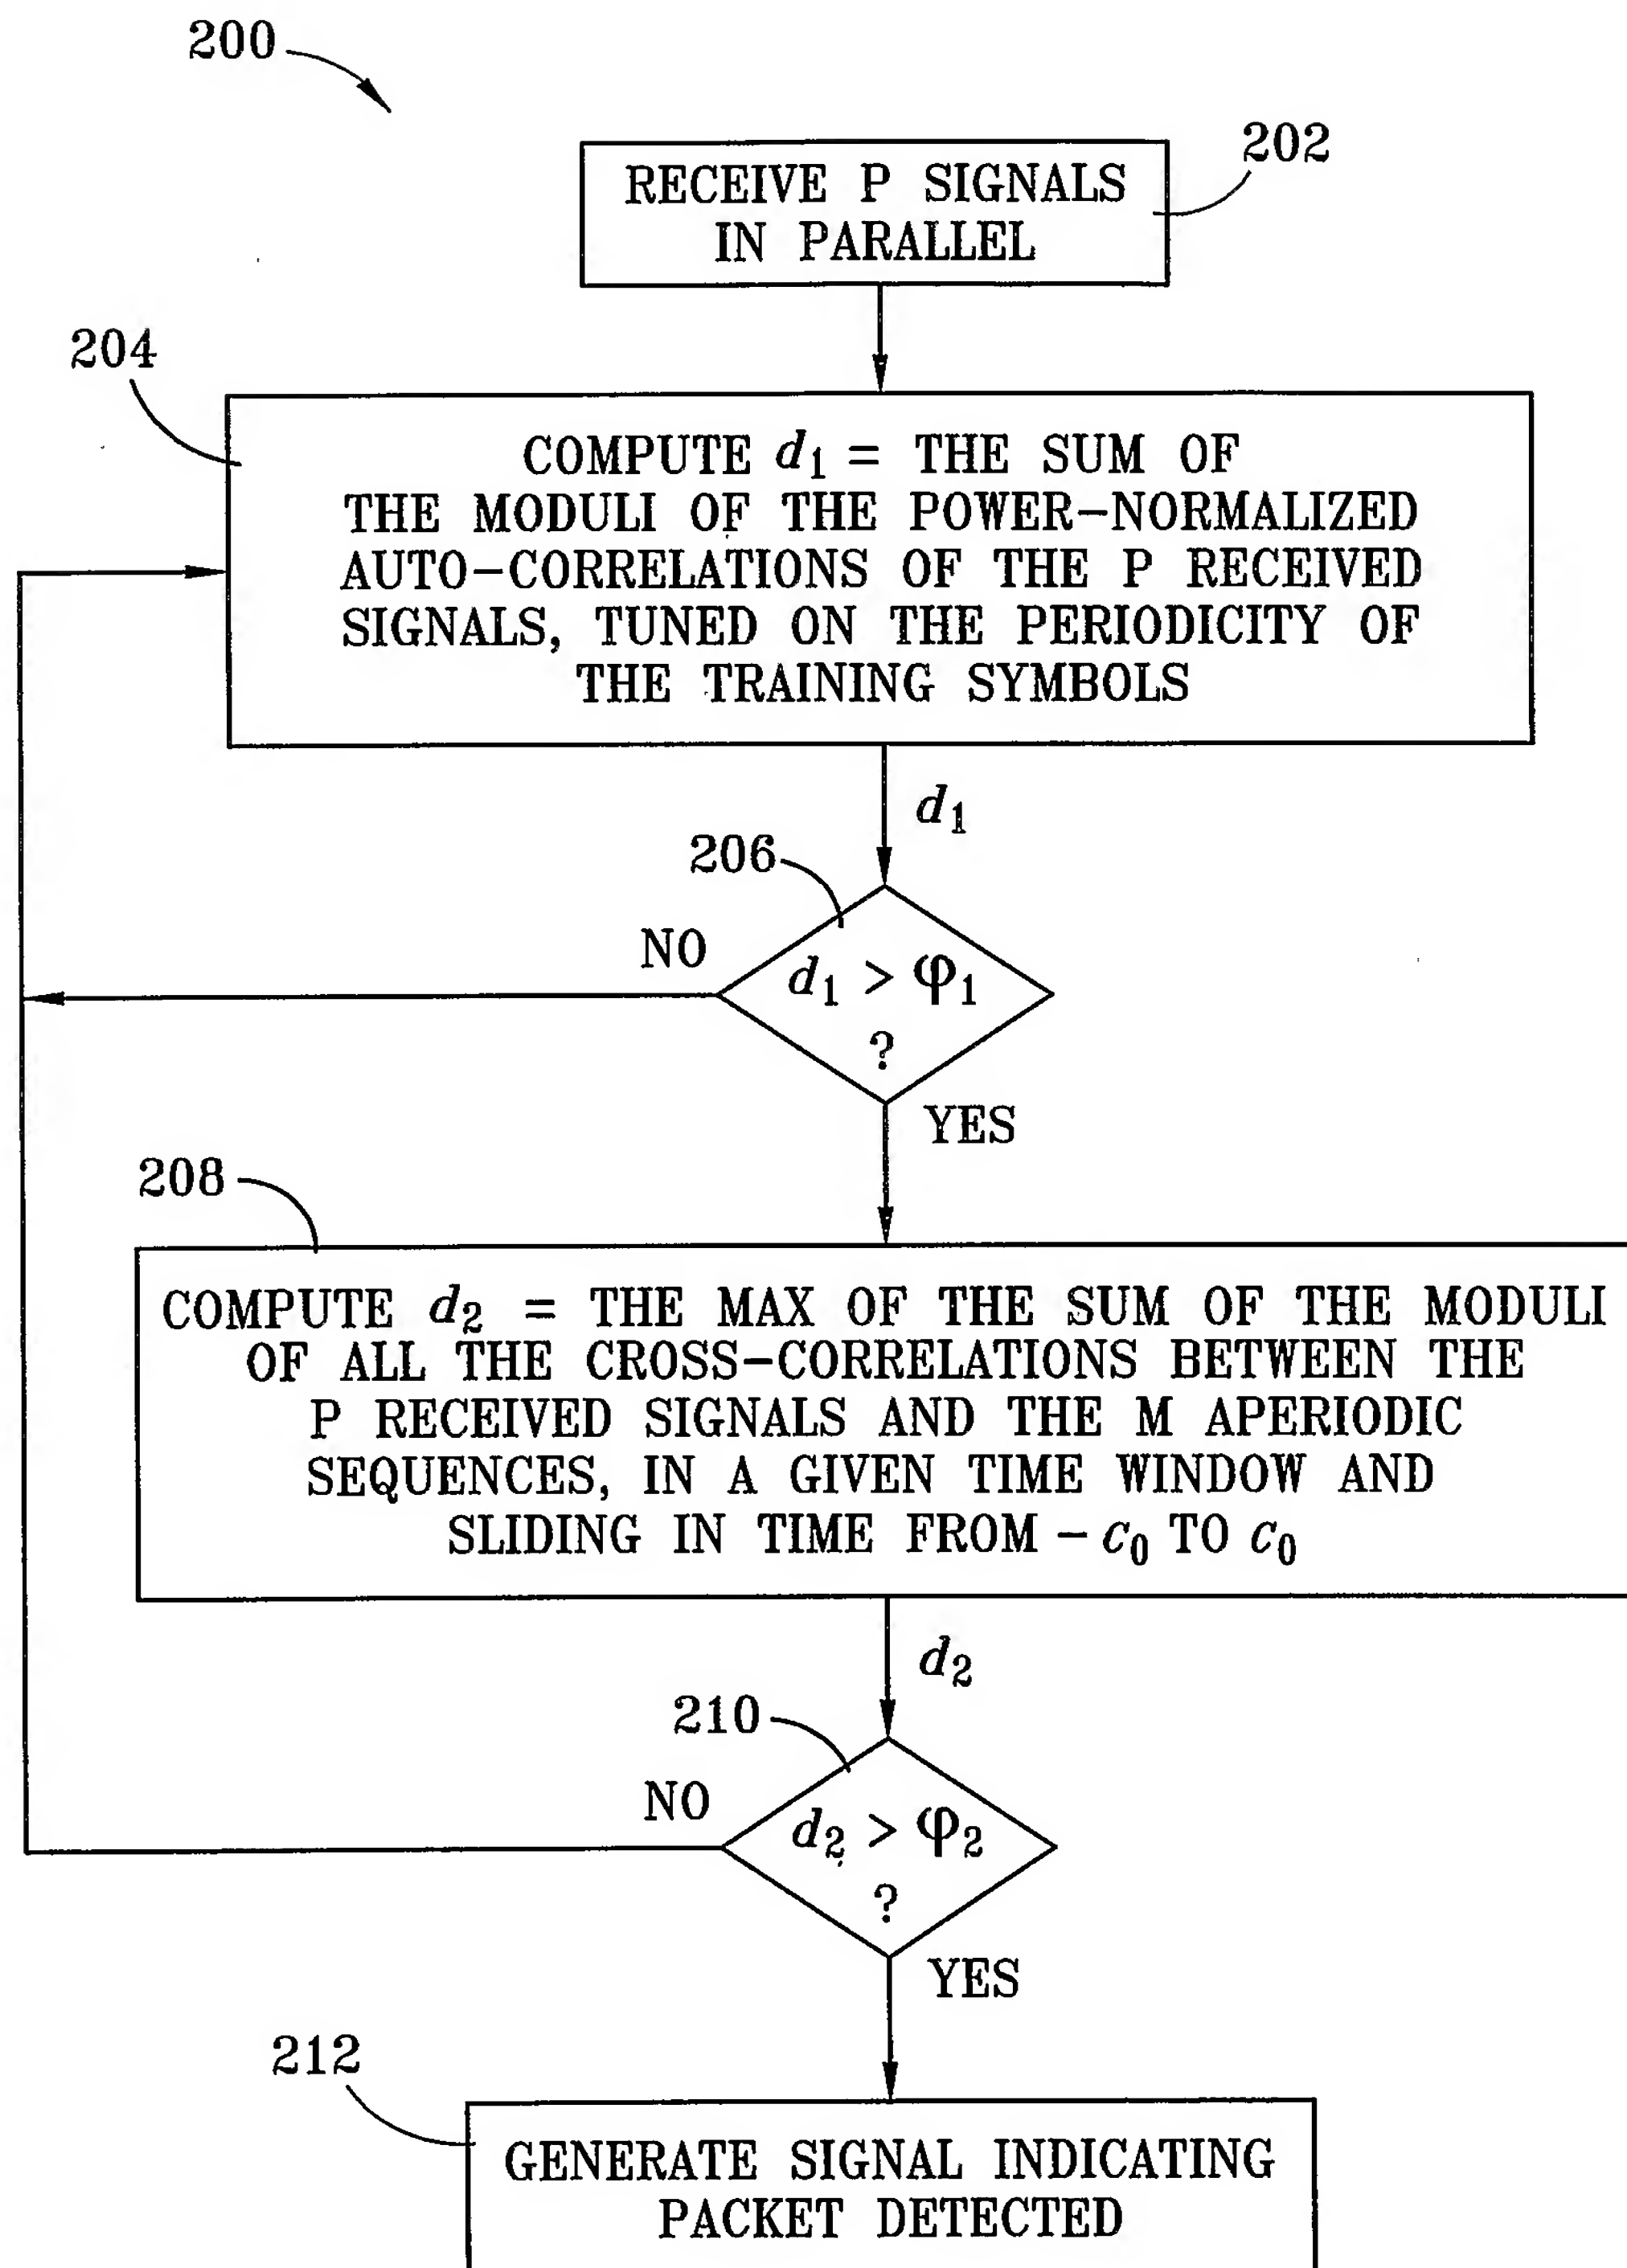 200
202
RECEIVE P SIGNALS
IN PARALLEL
204
COMPUTE d1 = THE SUM OF
THE MODULI OF THE POWER-NORMALIZED
AUTO-CORRELATIONS OF THE P RECEIVED
SIGNALS, TUNED ON THE PERIODICITY OF
THE TRAINING SYMBOLS
d1
206
NO
d1 > φ1
?
YES
208
COMPUTE d2 = THE MAX OF THE SUM OF THE MODULI
OF ALL THE CROSS-CORRELATIONS BETWEEN THE
P RECEIVED SIGNALS AND THE M APERIODIC
SEQUENCES, IN A GIVEN TIME WINDOW AND
SLIDING IN TIME FROM -c0 TO c0
d2
210
NO
d2 > φ2
?
YES
212
GENERATE SIGNAL INDICATING
PACKET DETECTED